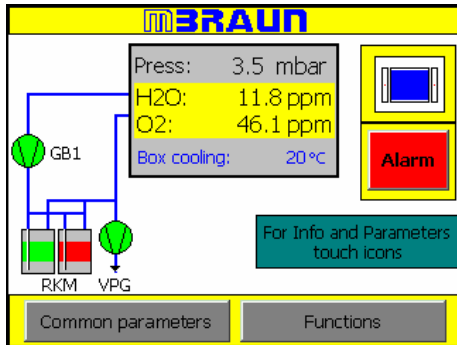 mBRAUN
Press: 3.5 mbar
H2O: 11.8 ppm
O2: 46.1 ppm
Box cooling: 20°C
GB1
Alarm
For Info and Parameters
touch icons
RKM VPG
Common parameters Functions